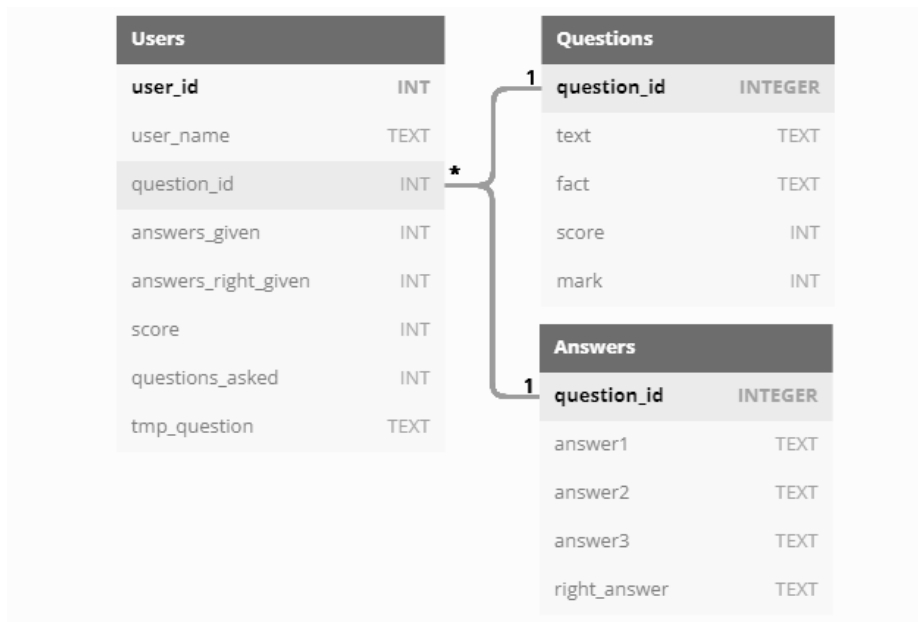 Users
user_id INT
user_name TEXT
question_id INT *
answers_given INT
answers_right_given INT
score INT
questions_asked INT
tmp_question TEXT
Questions
1 question_id INTEGER
text TEXT
fact TEXT
score INT
mark INT
Answers
1 question_id INTEGER
answer1 TEXT
answer2 TEXT
answer3 TEXT
right_answer TEXT